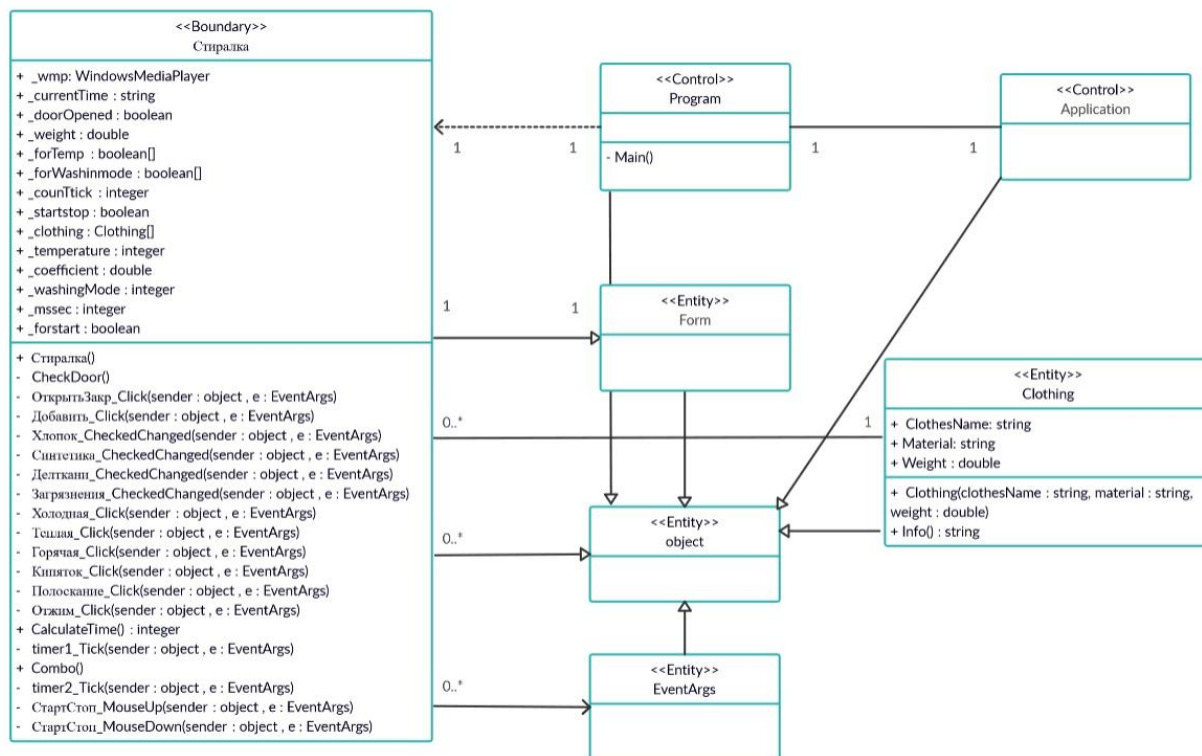 <<Boundary>>
Стиралка
+ _wmp: WindowsMediaPlayer
+ _currentTime : string
+ _doorOpened : boolean
+ _weight : double
+ _forTemp : boolean[]
+ _forWashinmode : boolean[]
+ _counTtick : integer
+ _startstop : boolean
+ _clothing : Clothing[]
+ _temperature : integer
+ _coefficient : double
+ _washingMode : integer
+ _mssec : integer
+ _forstart : boolean
+ Стиралка()
- CheckDoor()
- ОткрытьЗакр_Click(sender : object , e : EventArgs)
- Добавить_Click(sender : object , e : EventArgs)
- Хлопок_CheckedChanged(sender : object , e : EventArgs)
- Синтетика_CheckedChanged(sender : object , e : EventArgs)
- Делткани_CheckedChanged(sender : object , e : EventArgs)
- Загрязнения_CheckedChanged(sender : object , e : EventArgs)
- Холодная_Click(sender : object , e : EventArgs)
- Теплая_Click(sender : object , e : EventArgs)
- Горячая_Click(sender : object , e : EventArgs)
- Кипяток_Click(sender : object , e : EventArgs)
- Полоскание_Click(sender : object , e : EventArgs)
- Отжим_Click(sender : object , e : EventArgs)
+ CalculateTime() : integer
- timer1_Tick(sender : object , e : EventArgs)
+ Combo()
- timer2_Tick(sender : object , e : EventArgs)
- СтартСтоп_MouseUp(sender : object , e : EventArgs)
- СтартСтоп_MouseDown(sender : object , e : EventArgs)
<<Control>>
Program
- Main()
<<Control>>
Application
1
1
1
1
<<Entity>>
Form
1
1
<<Entity>>
Clothing
+ ClothesName: string
+ Material: string
+ Weight : double
+ Clothing(clothesName : string, material : string,
weight : double)
+ Info() : string
0..*
1
<<Entity>>
object
0..*
<<Entity>>
EventArgs
0..*